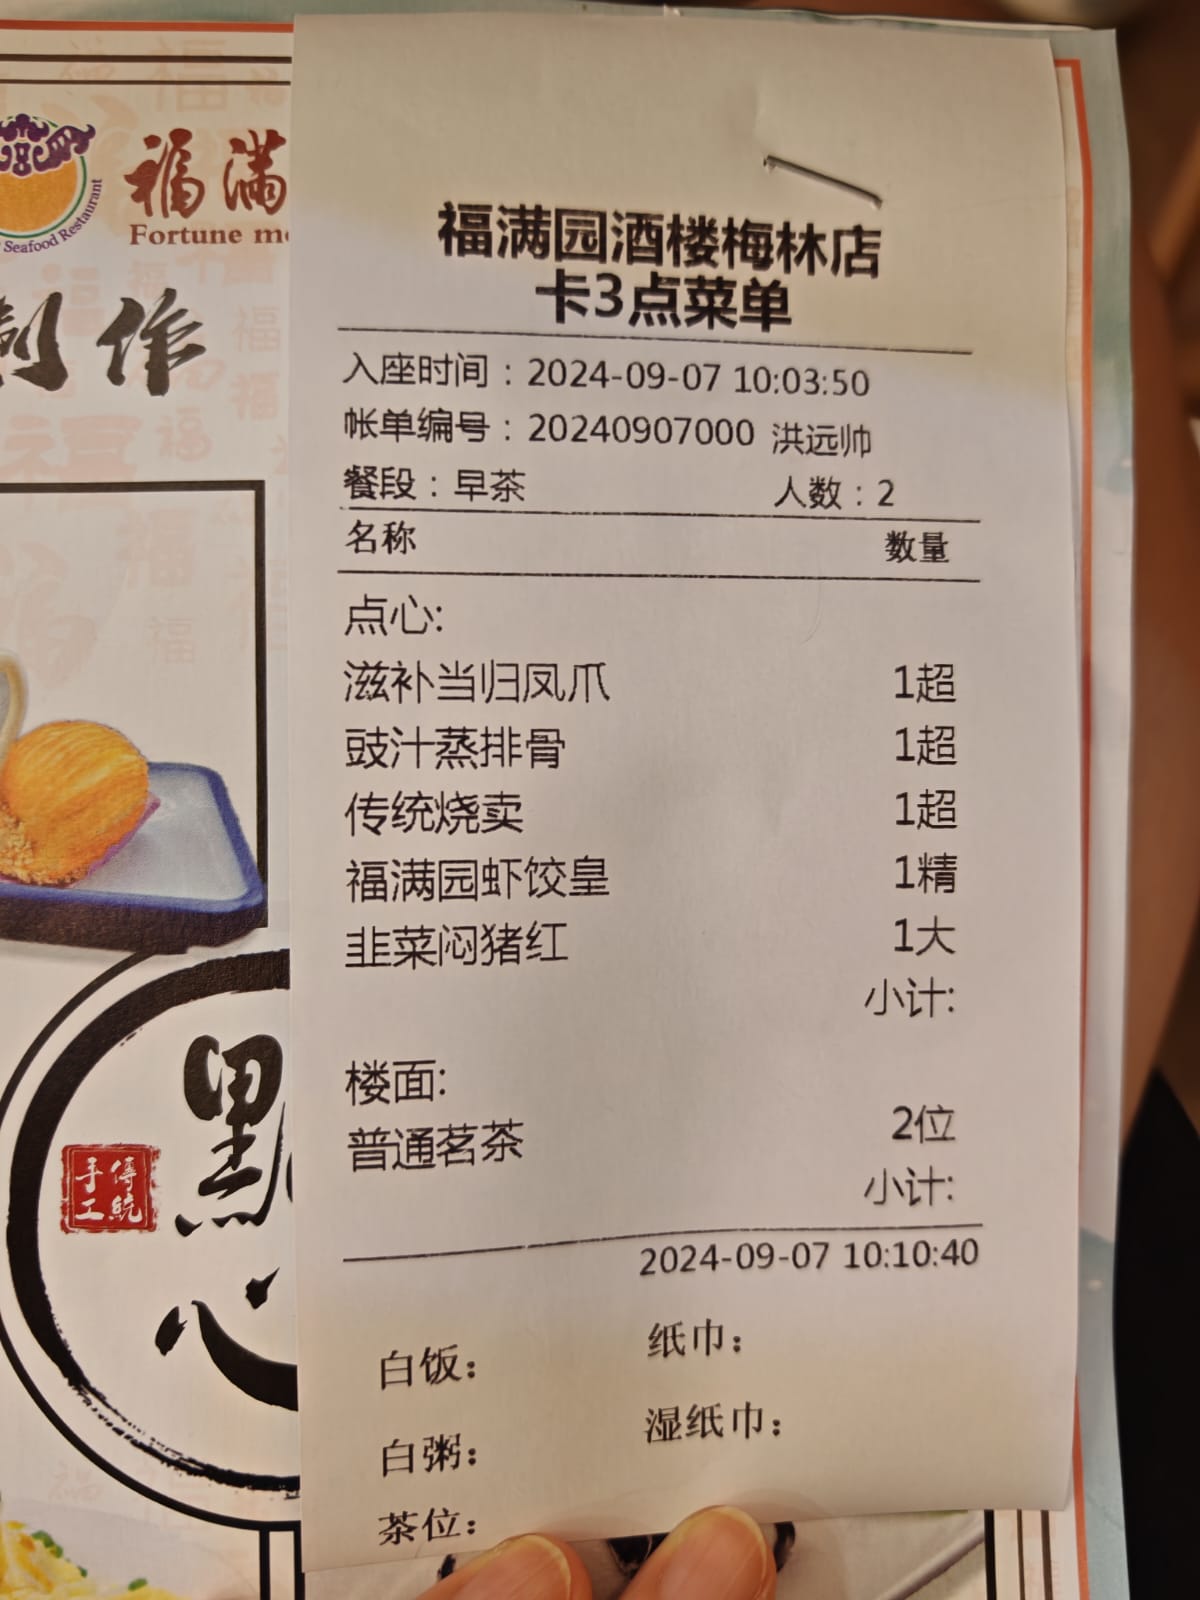 Seafood Restaurant
福满
Fortune
制作
點心
傳統
手工
福满园酒楼梅林店
卡3点菜单
入座时间：2024-09-07 10:03:50
帐单编号：20240907000 洪远帅
餐段：早茶 人数：2
名称 数量
点心:
滋补当归凤爪 1超
豉汁蒸排骨 1超
传统烧卖 1超
福满园虾饺皇 1精
韭菜闷猪红 1大
小计:
楼面:
普通茗茶 2位
小计:
2024-09-07 10:10:40
白饭： 纸巾：
白粥： 湿纸巾：
茶位：